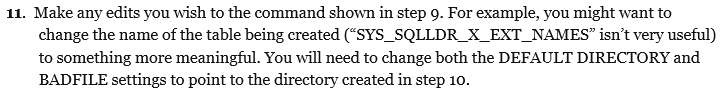 11. Make any edits you wish to the command shown in step 9. For example, you might want to
change the name of the table being created (“SYS_SQLLDR_X_EXT_NAMES” isn’t very useful)
to something more meaningful. You will need to change both the DEFAULT DIRECTORY and
BADFILE settings to point to the directory created in step 10.